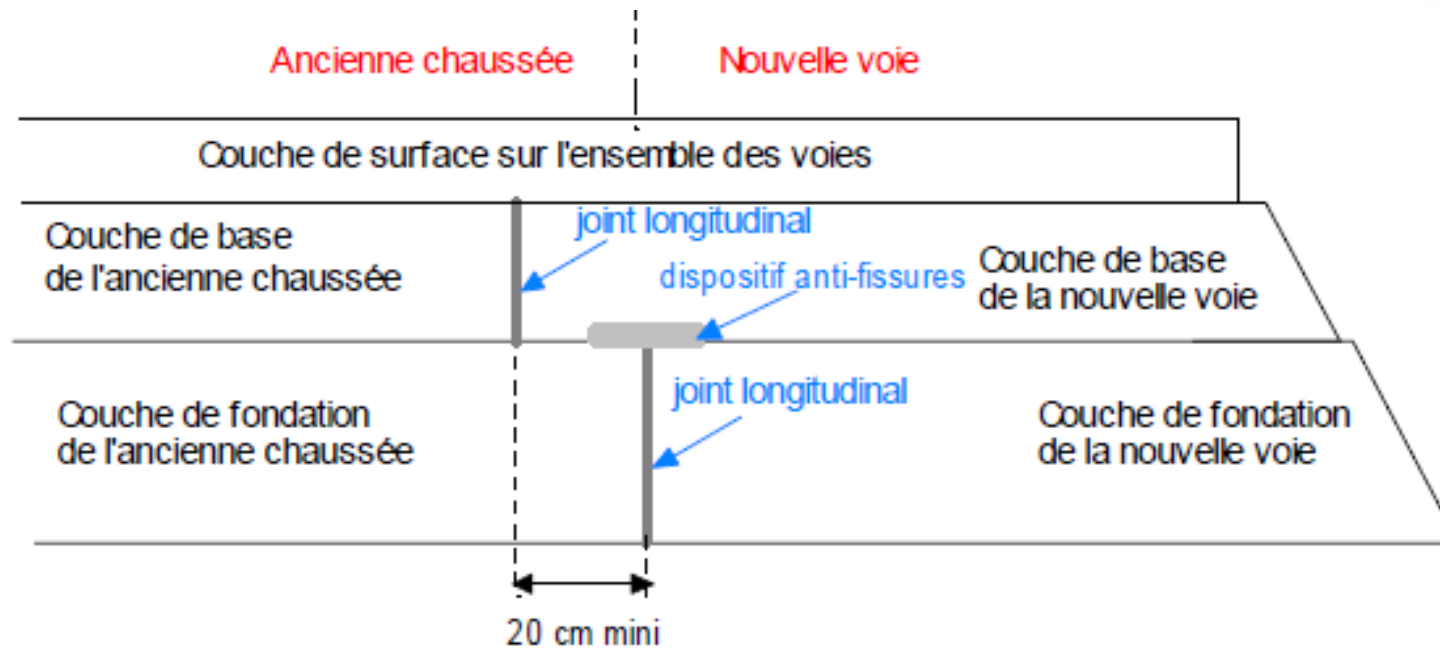 Ancienne chaussée
Nouvelle voie
Couche de surface sur l'ensemble des voies
joint longitudinal
Couche de base
de l'ancienne chaussée
dispositif anti-fissures
Couche de base
de la nouvelle voie
joint longitudinal
Couche de fondation
de l'ancienne chaussée
Couche de fondation
de la nouvelle voie
20 cm mini